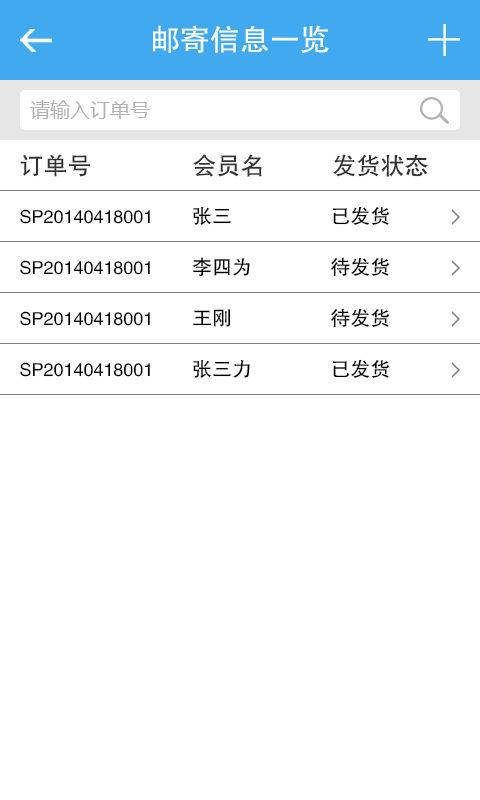 邮寄信息一览
请输入订单号
订单号 会员名 发货状态
SP20140418001 张三 已发货
SP20140418001 李四为 待发货
SP20140418001 王刚 待发货
SP20140418001 张三力 已发货